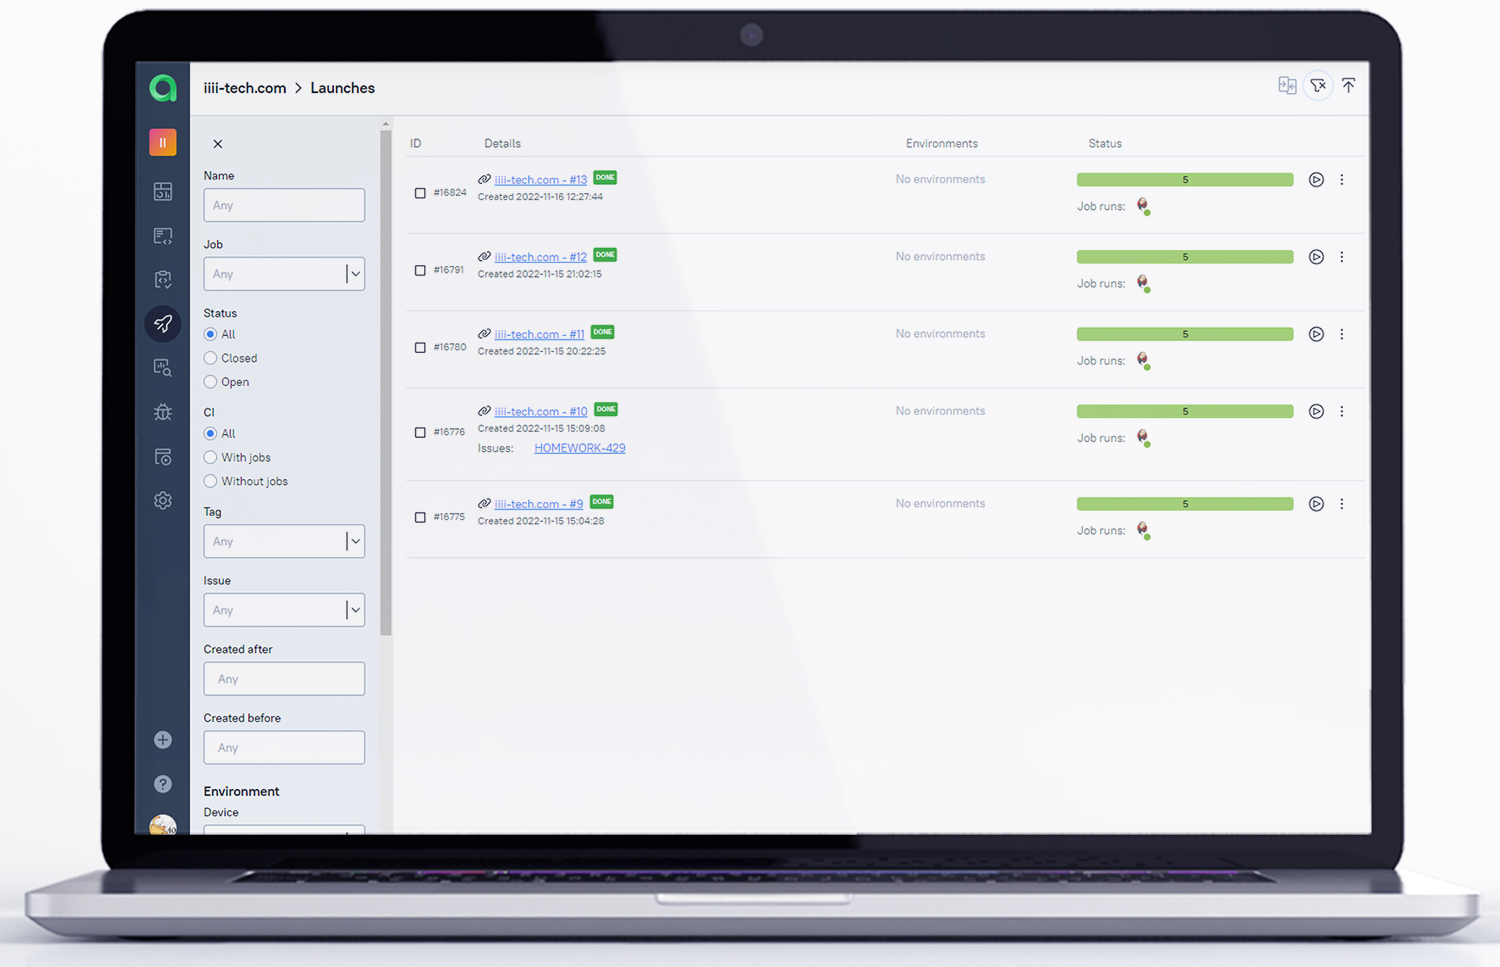 iiii-tech.com > Launches
II
Name
Any
Job
Any
Status
All
Closed
Open
CI
All
With jobs
Without jobs
Tag
Any
Issue
Any
Created after
Any
Created before
Any
Environment
Device
ID Details Environments Status
#16824 iiii-tech.com - #13 DONE No environments 5
Created 2022-11-16 12:27:44
Job runs:
#16791 iiii-tech.com - #12 DONE No environments 5
Created 2022-11-15 21:02:15
Job runs:
#16780 iiii-tech.com - #11 DONE No environments 5
Created 2022-11-15 20:22:25
Job runs:
#16776 iiii-tech.com - #10 DONE No environments 5
Created 2022-11-15 15:09:08
Job runs:
Issues: HOMEWORK-429
#16775 iiii-tech.com - #9 DONE No environments 5
Created 2022-11-15 15:04:28
Job runs: